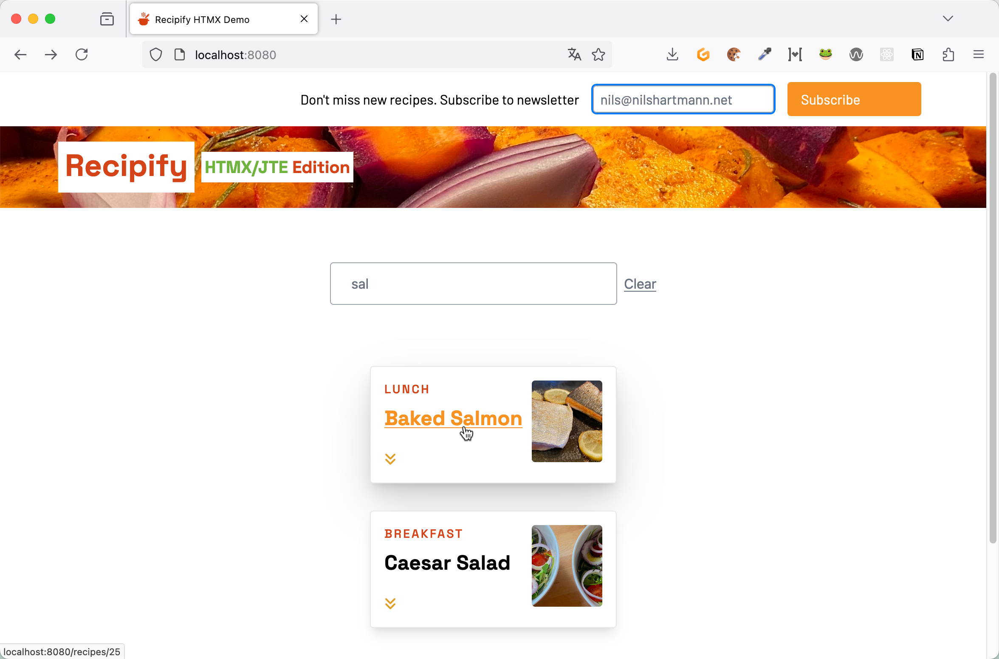 Recipify HTMX Demo
localhost:8080
Don't miss new recipes. Subscribe to newsletter
nils@nilshartmann.net
Subscribe
Recipify
HTMX/JTE Edition
sal
Clear
LUNCH
Baked Salmon
BREAKFAST
Caesar Salad
localhost:8080/recipes/25